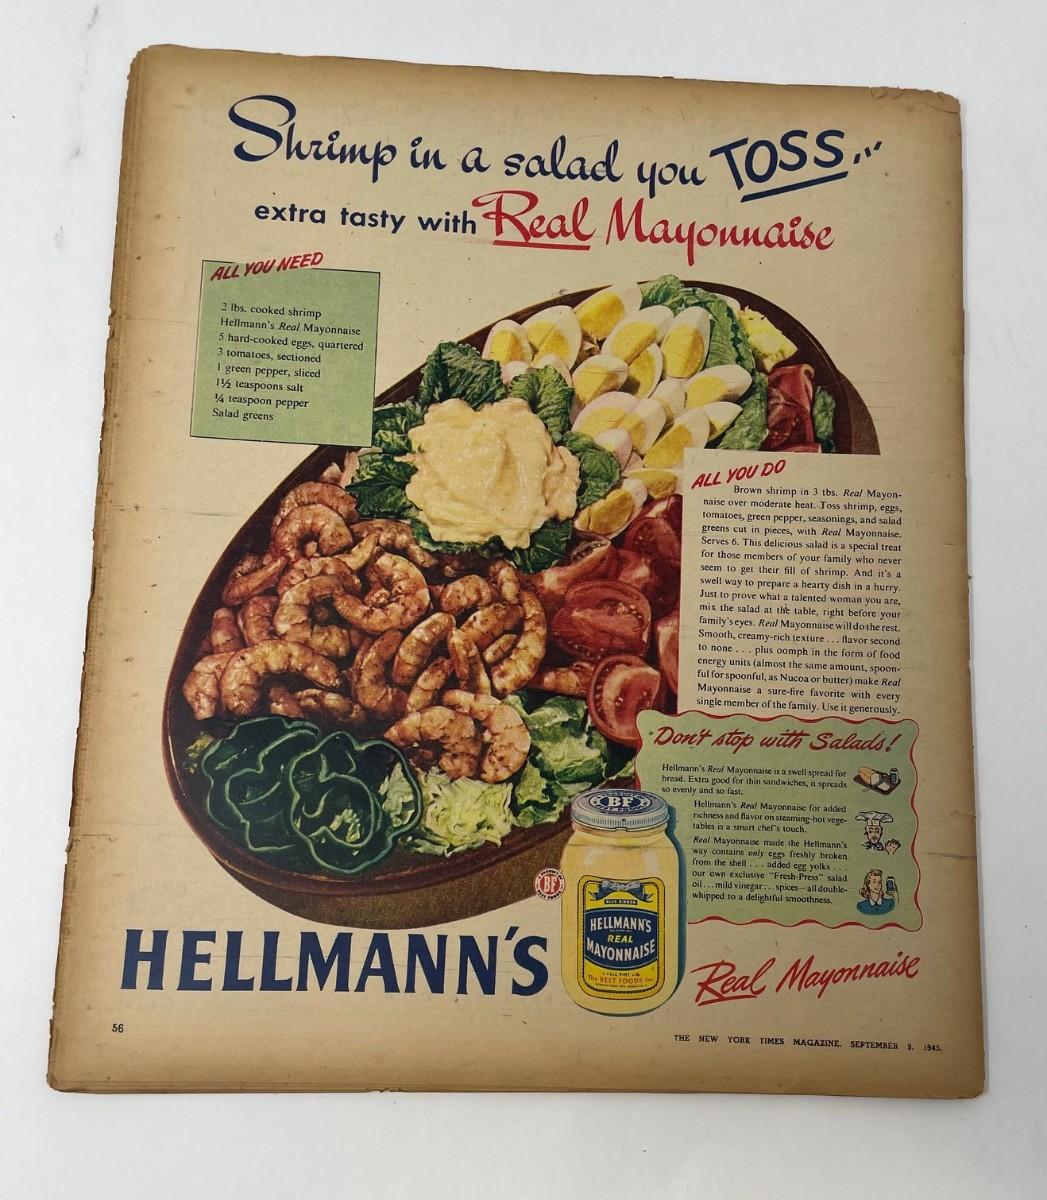 Shrimp in a salad you TOSS...
extra tasty with Real Mayonnaise
ALL YOU NEED
2 lbs. cooked shrimp
Hellmann's Real Mayonnaise
5 hard-cooked eggs, quartered
3 tomatoes, sectioned
1 green pepper, sliced
1½ teaspoons salt
¼ teaspoon pepper
Salad greens
ALL YOU DO
Brown shrimp in 3 tbs. Real Mayon-
naise over moderate heat. Toss shrimp, eggs,
tomatoes, green pepper, seasonings, and salad
greens cut in pieces, with Real Mayonnaise.
Serves 6. This delicious salad is a special treat
for those members of your family who never
seem to get their fill of shrimp. And it's a
swell way to prepare a hearty dish in a hurry.
Just to prove what a talented woman you are,
mix the salad at the table, right before your
family's eyes. Real Mayonnaise will do the rest.
Smooth, creamy-rich texture . . . flavor second
to none . . . plus oomph in the form of food
energy units (almost the same amount, spoon-
ful for spoonful, as Nucoa or butter) make Real
Mayonnaise a sure-fire favorite with every
single member of the family. Use it generously.
Don't stop with Salads!
Hellmann's Real Mayonnaise is a swell spread for
bread. Extra good for thin sandwiches, it spreads
so evenly and so fast.
Hellmann's Real Mayonnaise for added
richness and flavor on steaming-hot vege-
tables is a smart chef's touch.
Real Mayonnaise made the Hellmann's
way contains only eggs freshly broken
from the shell . . . added egg yolks . . .
our own exclusive "Fresh-Press" salad
oil . . . mild vinegar . . . spices—all double-
whipped to a delightful smoothness.
BF
BF
BLUE RIBBON
HELLMANN'S
REAL
MAYONNAISE
The BEST FOODS Inc.
HELLMANN'S
Real Mayonnaise
56
THE NEW YORK TIMES MAGAZINE, SEPTEMBER 9, 1945.